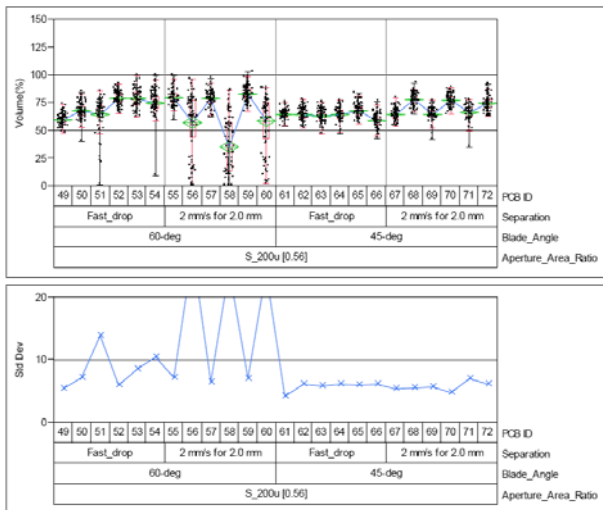 150
100
75
50
25
0
Volume(%)
49 50 51 52 53 54 55 56 57 58 59 60 61 62 63 64 65 66 67 68 69 70 71 72 PCB ID
Fast_drop 2 mm/s for 2.0 mm Fast_drop 2 mm/s for 2.0 mm Separation
60-deg 45-deg Blade_Angle
S_200u [0.56] Aperture_Area_Ratio
20
10
0
Std Dev
49 50 51 52 53 54 55 56 57 58 59 60 61 62 63 64 65 66 67 68 69 70 71 72 PCB ID
Fast_drop 2 mm/s for 2.0 mm Fast_drop 2 mm/s for 2.0 mm Separation
60-deg 45-deg Blade_Angle
S_200u [0.56] Aperture_Area_Ratio